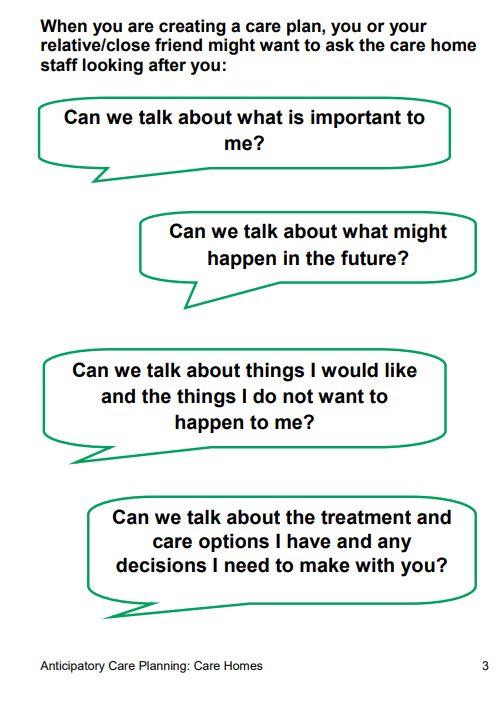 When you are creating a care plan, you or your
relative/close friend might want to ask the care home
staff looking after you:
Can we talk about what is important to
me?
Can we talk about what might
happen in the future?
Can we talk about things I would like
and the things I do not want to
happen to me?
Can we talk about the treatment and
care options I have and any
decisions I need to make with you?
Anticipatory Care Planning: Care Homes 3